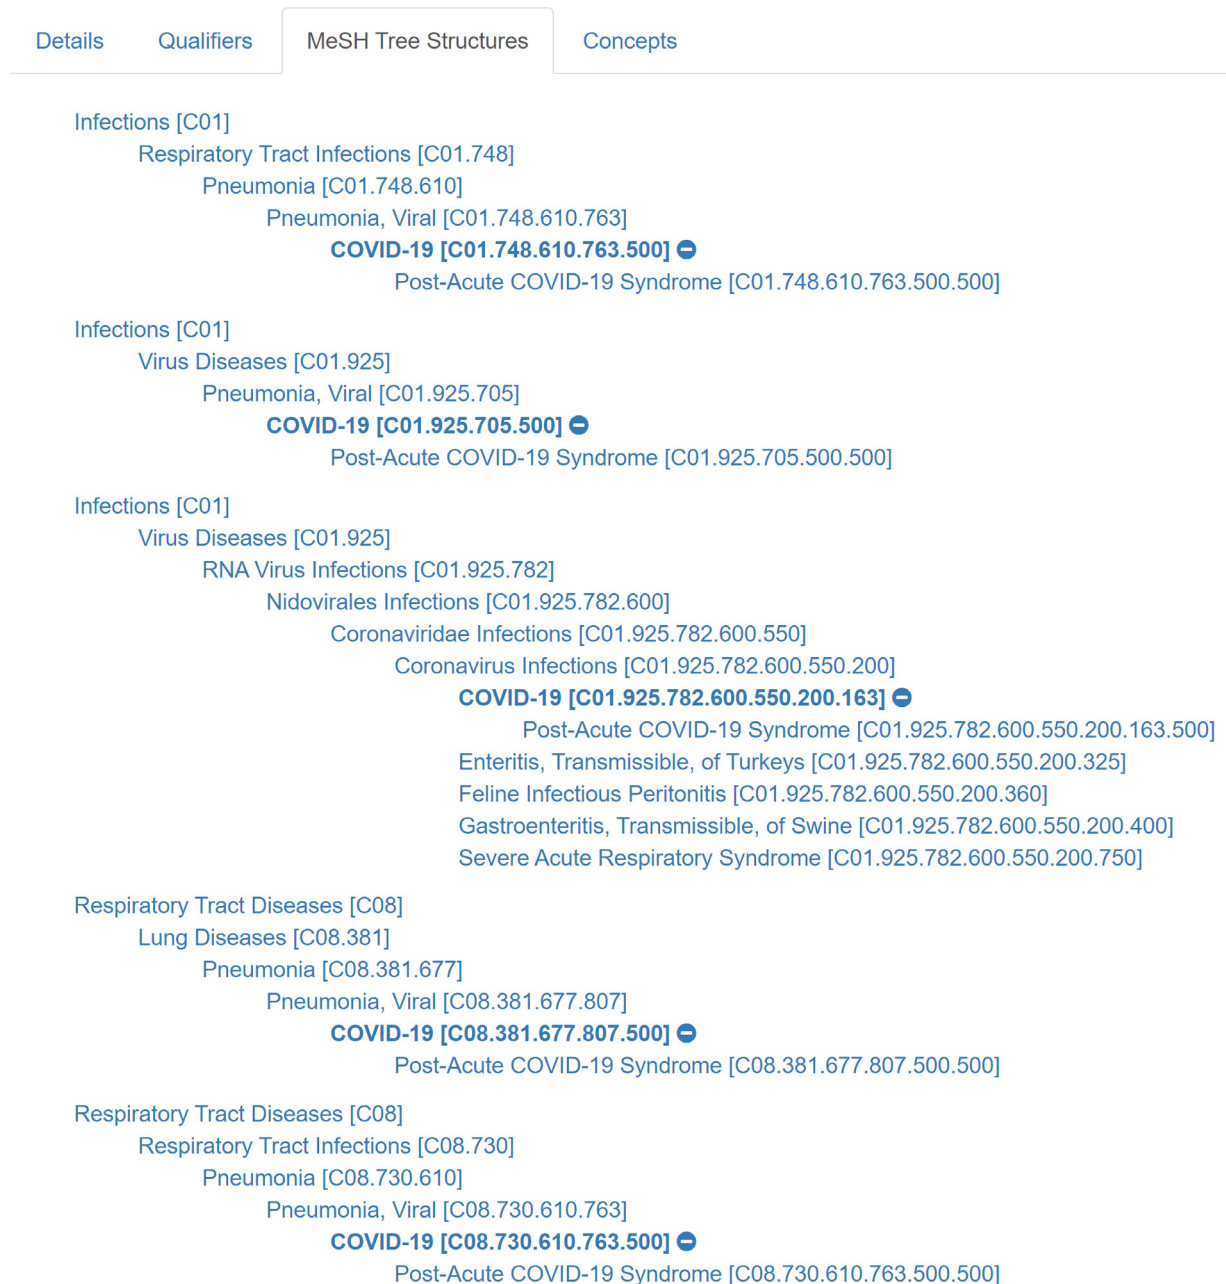 Details Qualifiers MeSH Tree Structures Concepts
Infections [C01]
Respiratory Tract Infections [C01.748]
Pneumonia [C01.748.610]
Pneumonia, Viral [C01.748.610.763]
COVID-19 [C01.748.610.763.500]
Post-Acute COVID-19 Syndrome [C01.748.610.763.500.500]
Infections [C01]
Virus Diseases [C01.925]
Pneumonia, Viral [C01.925.705]
COVID-19 [C01.925.705.500]
Post-Acute COVID-19 Syndrome [C01.925.705.500.500]
Infections [C01]
Virus Diseases [C01.925]
RNA Virus Infections [C01.925.782]
Nidovirales Infections [C01.925.782.600]
Coronaviridae Infections [C01.925.782.600.550]
Coronavirus Infections [C01.925.782.600.550.200]
COVID-19 [C01.925.782.600.550.200.163]
Post-Acute COVID-19 Syndrome [C01.925.782.600.550.200.163.500]
Enteritis, Transmissible, of Turkeys [C01.925.782.600.550.200.325]
Feline Infectious Peritonitis [C01.925.782.600.550.200.360]
Gastroenteritis, Transmissible, of Swine [C01.925.782.600.550.200.400]
Severe Acute Respiratory Syndrome [C01.925.782.600.550.200.750]
Respiratory Tract Diseases [C08]
Lung Diseases [C08.381]
Pneumonia [C08.381.677]
Pneumonia, Viral [C08.381.677.807]
COVID-19 [C08.381.677.807.500]
Post-Acute COVID-19 Syndrome [C08.381.677.807.500.500]
Respiratory Tract Diseases [C08]
Respiratory Tract Infections [C08.730]
Pneumonia [C08.730.610]
Pneumonia, Viral [C08.730.610.763]
COVID-19 [C08.730.610.763.500]
Post-Acute COVID-19 Syndrome [C08.730.610.763.500.500]